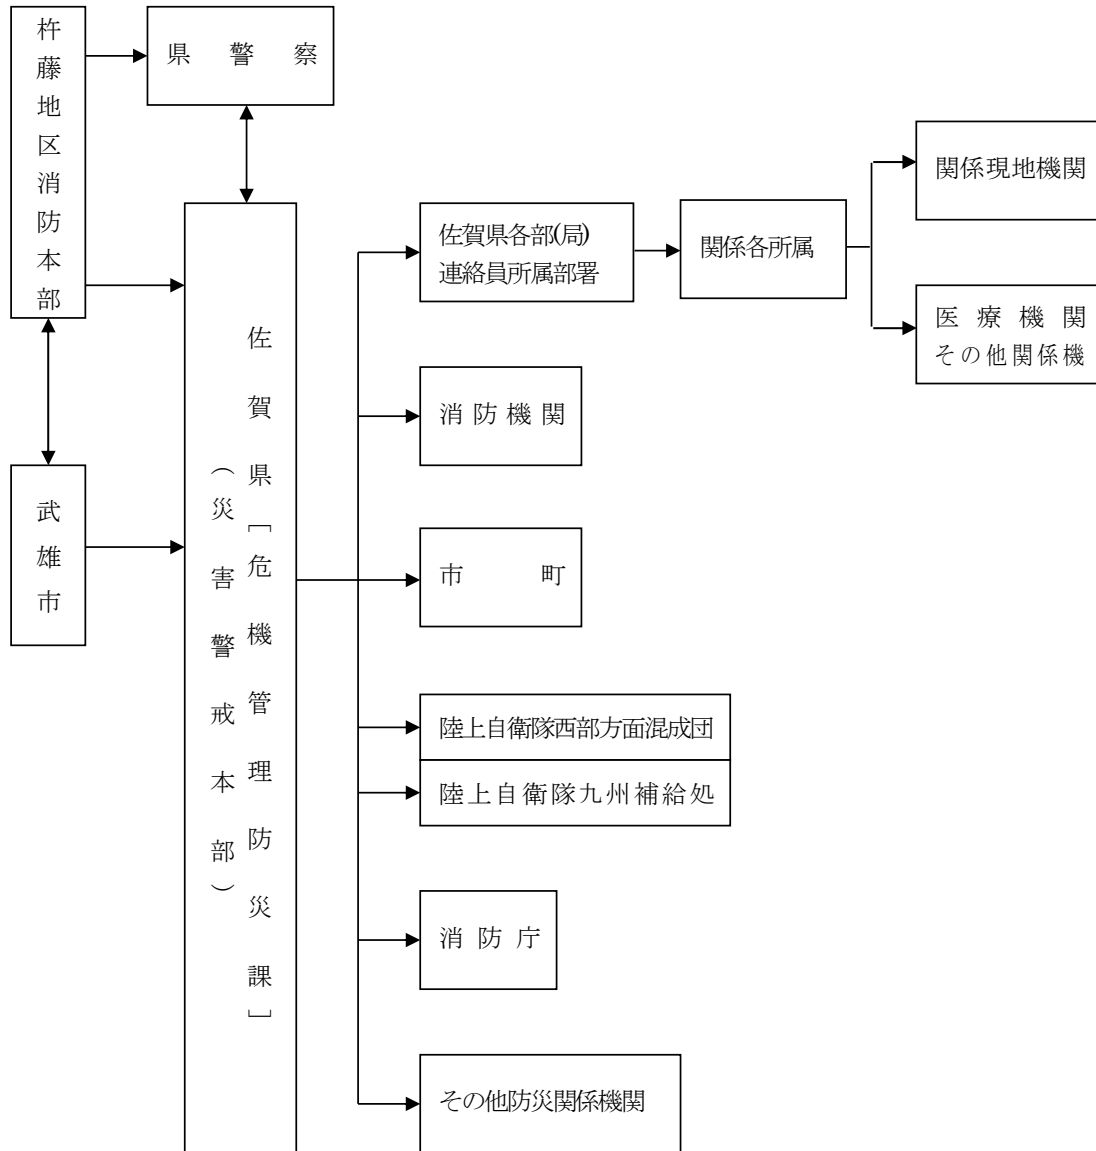 杵藤地区消防本部
県警察
武雄市
佐賀県[危機管理防災課]
(災害警戒本部)
佐賀県各部(局)
連絡員所属部署
関係各所属
関係現地機関
医療機関
その他関係機
消防機関
市町
陸上自衛隊西部方面混成団
陸上自衛隊九州補給処
消防庁
その他防災関係機関